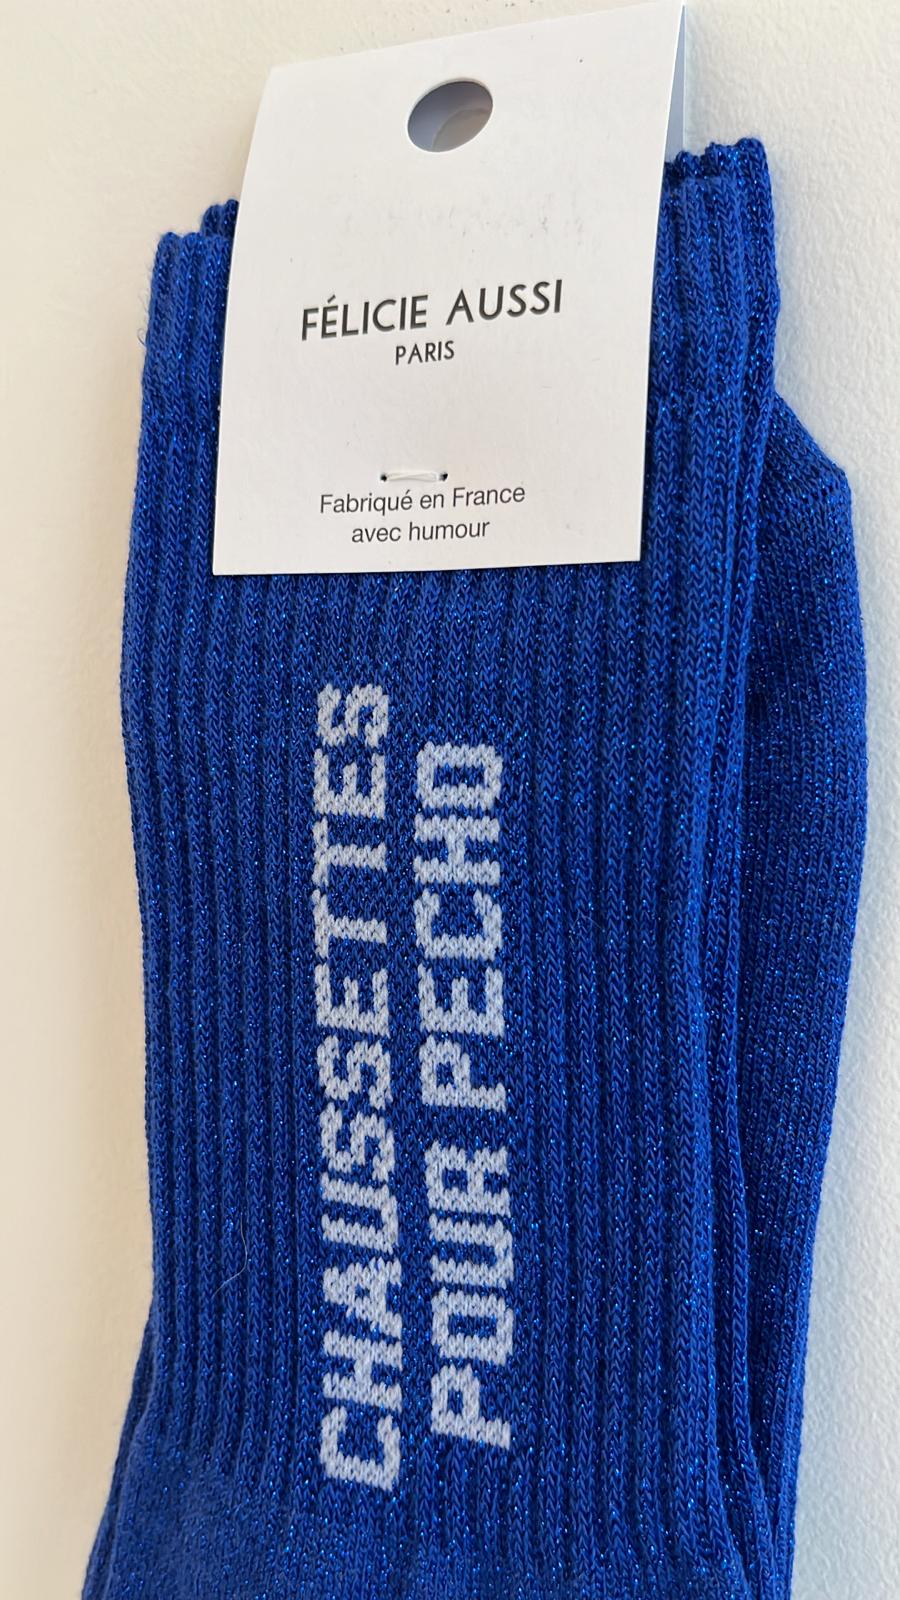 FÉLICIE AUSSI
PARIS
Fabriqué en France
avec humour
CHAUSSETTES
POUR PECHO